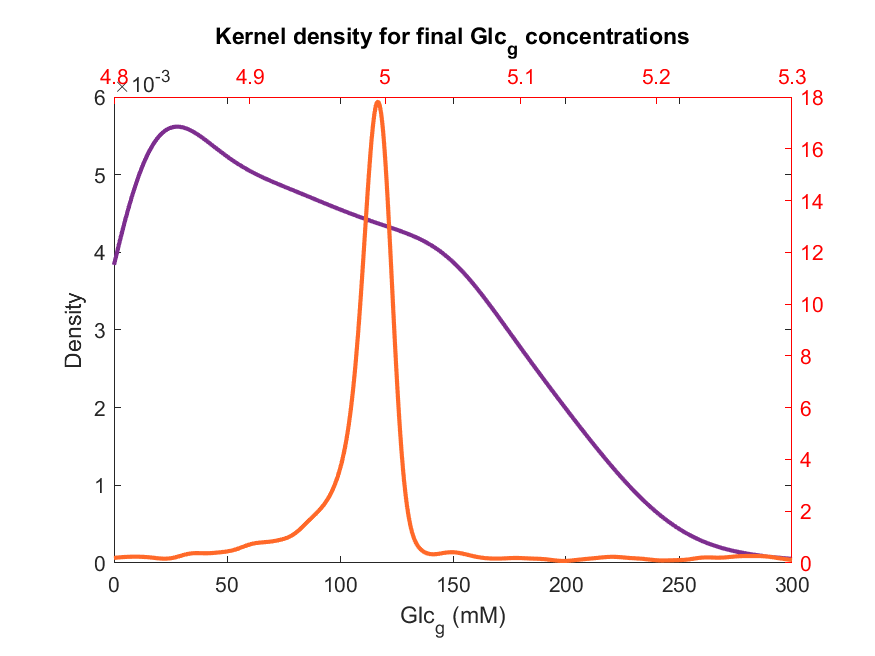 Kernel density for final Glcg concentrations
4.8 4.9 5 5.1 5.2 5.3
×10-3
6 18
16
5
14
4 12
10
Density
3
8
2 6
4
1
2
0 0
0 50 100 150 200 250 300
Glcg (mM)